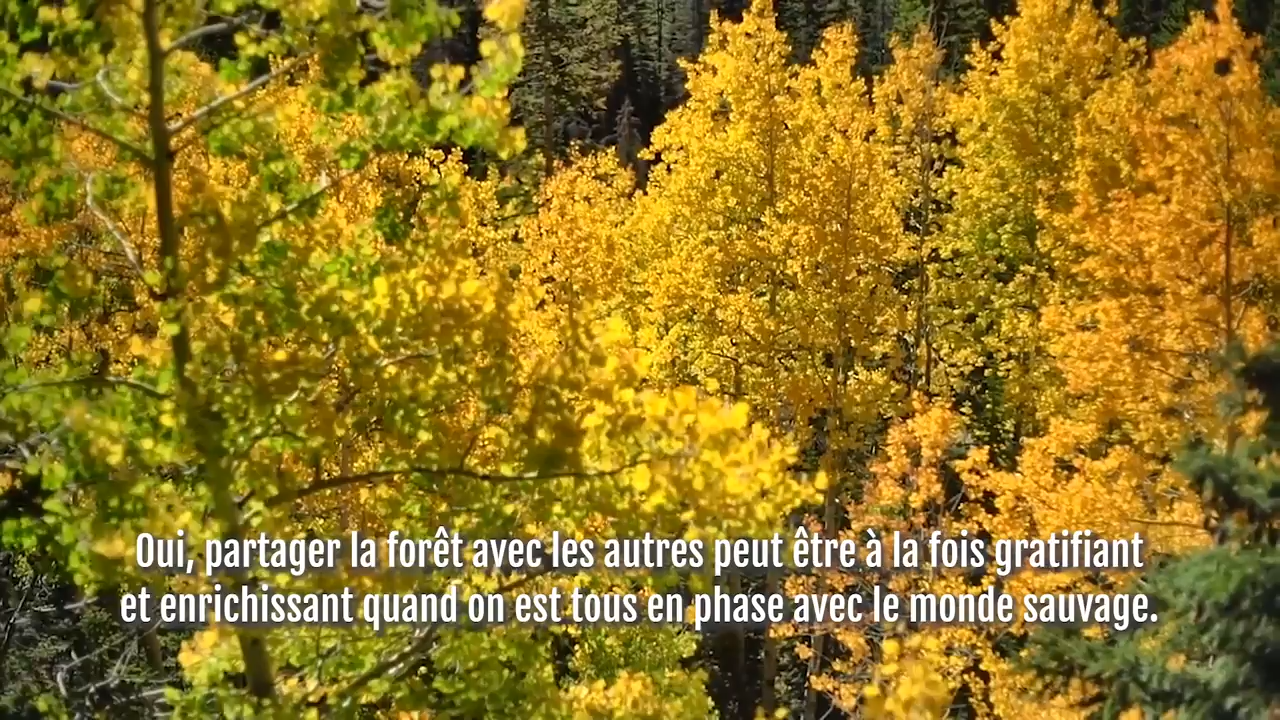 Oui, partager la forêt avec les autres peut être à la fois gratifiant
et enrichissant quand on est tous en phase avec le monde sauvage.